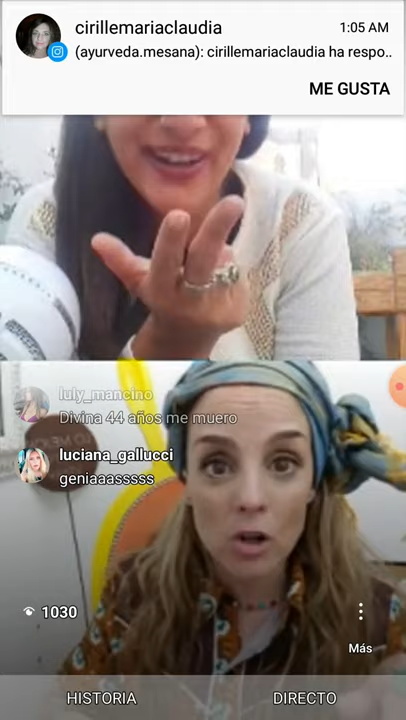 cirillemariaclaudia
1:05 AM
(ayurveda.mesana): cirillemariaclaudia ha respo..
ME GUSTA
luly_mancino
Divina 44 años me muero
luciana_gallucci
geniaaasssss
1030
Más
HISTORIA
DIRECTO